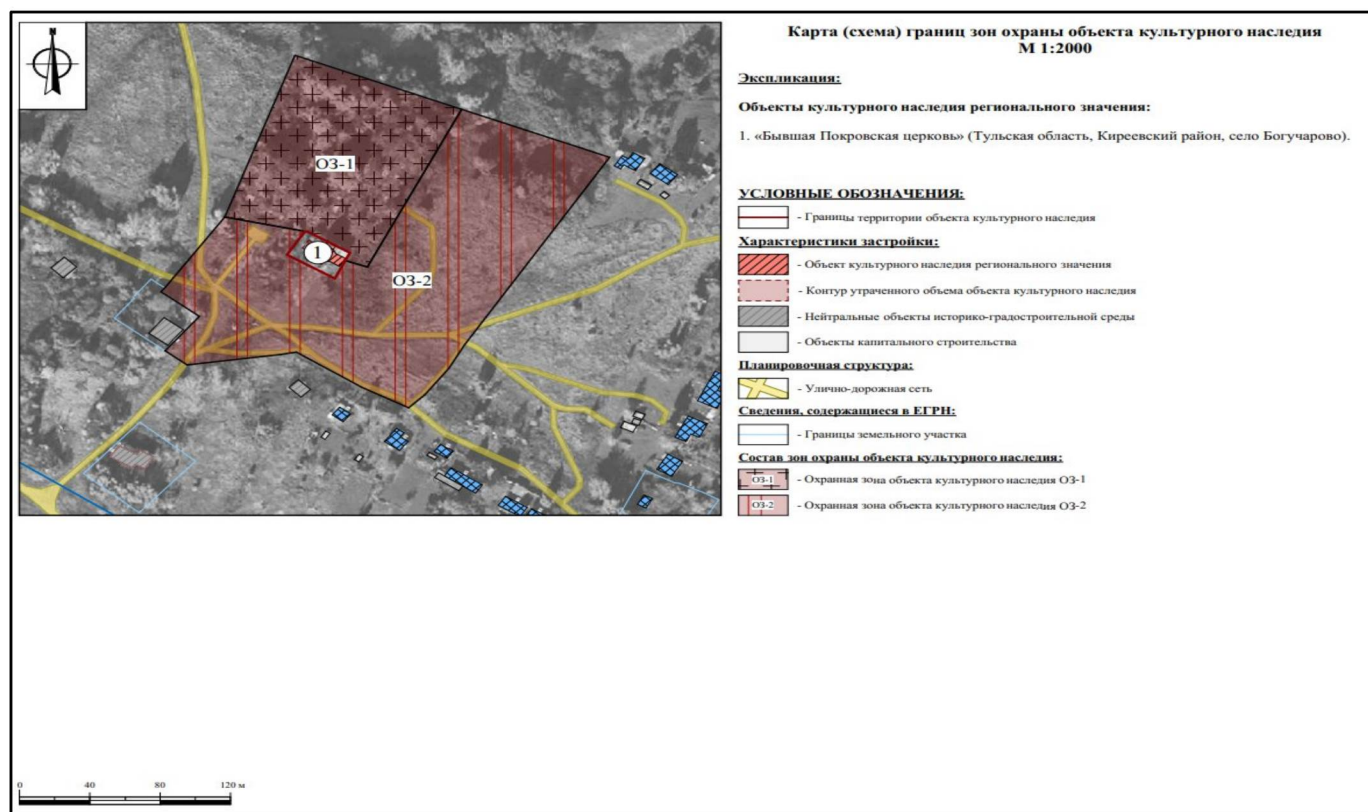 Карта (схема) границ зон охраны объекта культурного наследия
М 1:2000
Экспликация:
Объекты культурного наследия регионального значения:
1. «Бывшая Покровская церковь» (Тульская область, Киреевский район, село Богучарово).
УСЛОВНЫЕ ОБОЗНАЧЕНИЯ:
- Границы территории объекта культурного наследия
Характеристики застройки:
- Объект культурного наследия регионального значения
- Контур утраченного объема объекта культурного наследия
- Нейтральные объекты историко-градостроительной среды
- Объекты капитального строительства
Планировочная структура:
- Улично-дорожная сеть
Сведения, содержащиеся в ЕГРН:
- Границы земельного участка
Состав зон охраны объекта культурного наследия:
ОЗ-1 - Охранная зона объекта культурного наследия ОЗ-1
ОЗ-2 - Охранная зона объекта культурного наследия ОЗ-2
N
ОЗ-1
1
ОЗ-2
0 40 80 120 м